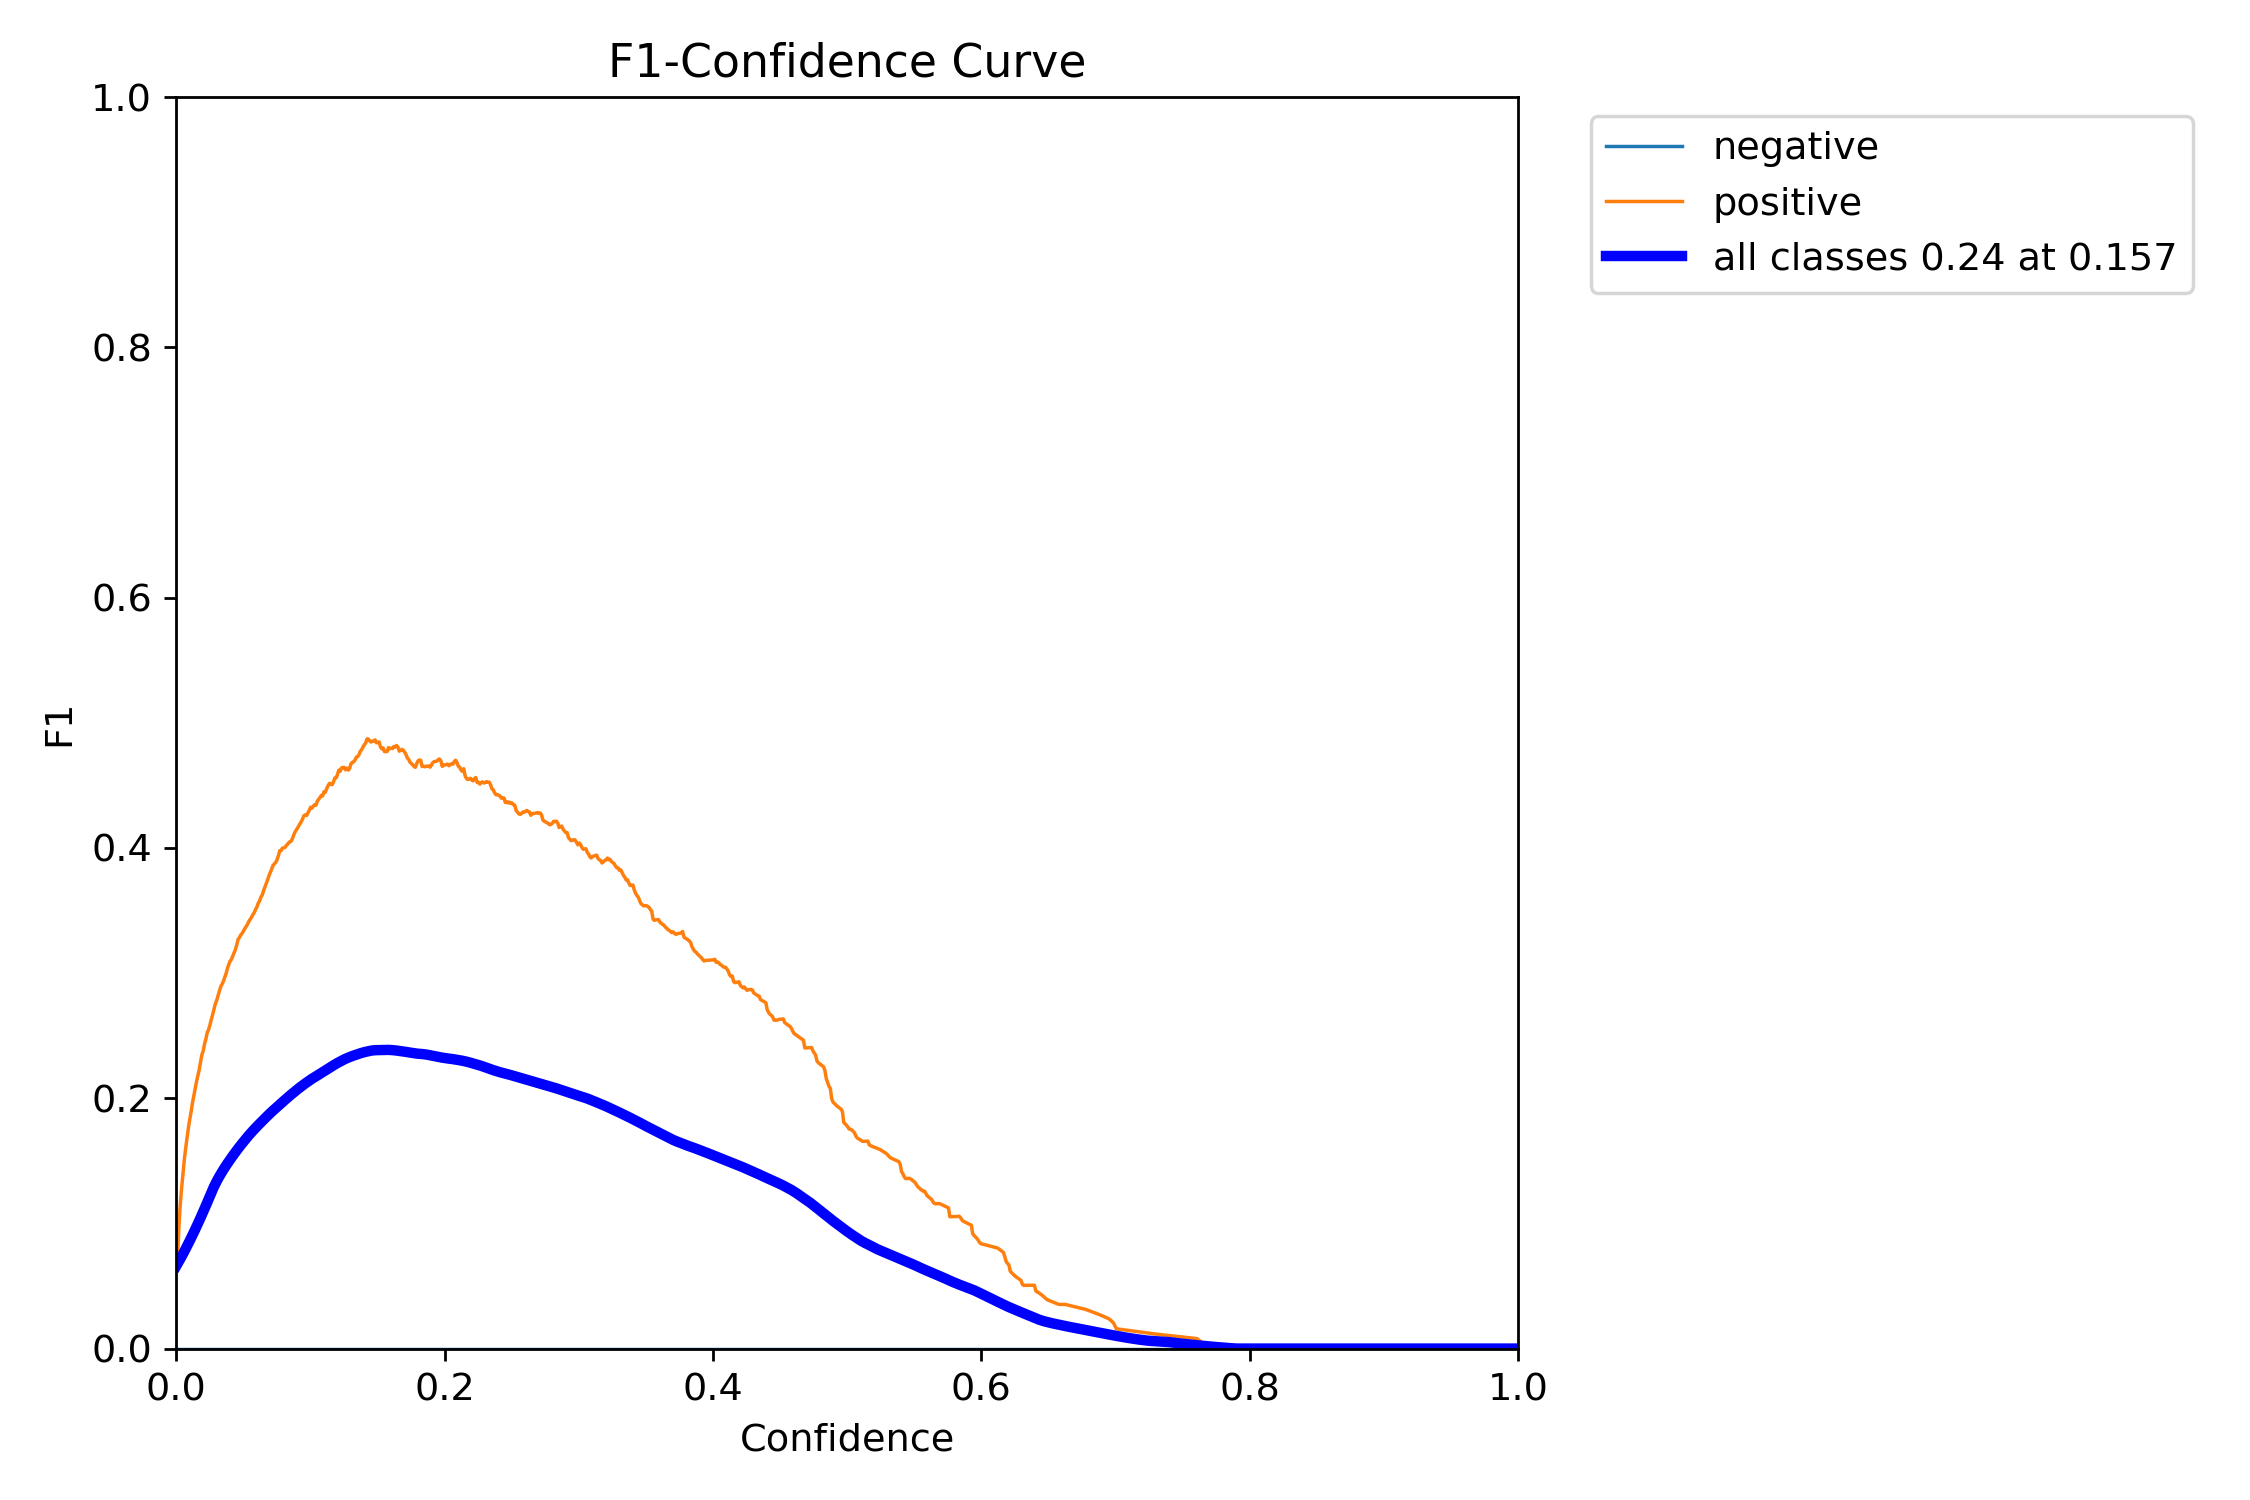 F1-Confidence Curve
1.0
0.8
0.6
0.4
0.2
0.0
F1
0.0 0.2 0.4 0.6 0.8 1.0
Confidence
negative
positive
all classes 0.24 at 0.157